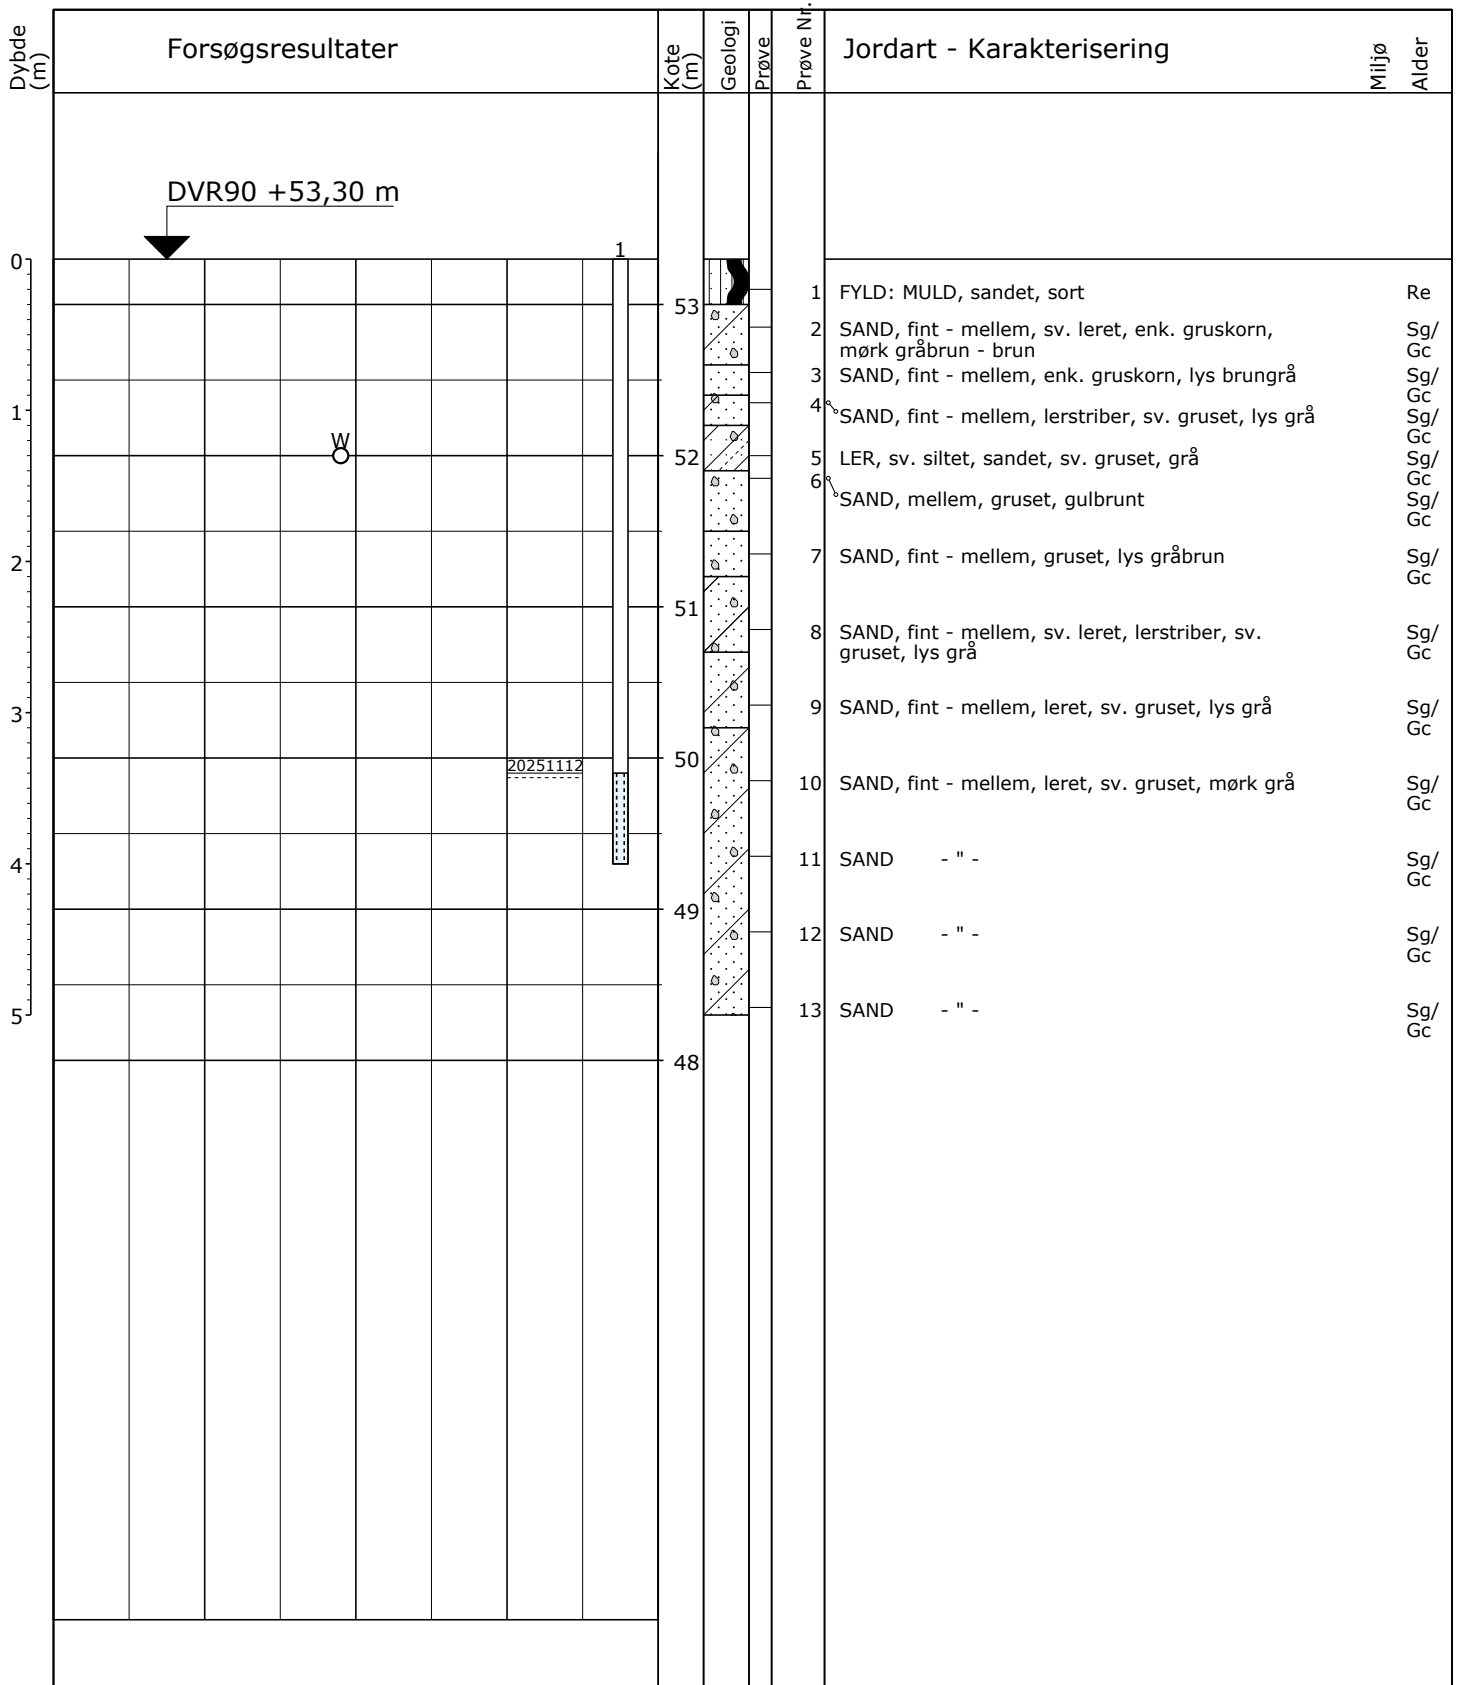 Dybde
(m)
Forsøgsresultater
Kote
(m)
Geologi
Prøve
Prøve Nr.
Jordart - Karakterisering
Miljø
Alder
DVR90 +53,30 m
1
0
53
1 FYLD: MULD, sandet, sort Re
2 SAND, fint - mellem, sv. leret, enk. gruskorn, Sg/
mørk gråbrun - brun Gc
3 SAND, fint - mellem, enk. gruskorn, lys brungrå Sg/
Gc
1
4 SAND, fint - mellem, lerstriber, sv. gruset, lys grå Sg/
Gc
W
52
5 LER, sv. siltet, sandet, sv. gruset, grå Sg/
Gc
6 SAND, mellem, gruset, gulbrunt Sg/
Gc
2
7 SAND, fint - mellem, gruset, lys gråbrun Sg/
Gc
51
8 SAND, fint - mellem, sv. leret, lerstriber, sv. Sg/
gruset, lys grå Gc
3
9 SAND, fint - mellem, leret, sv. gruset, lys grå Sg/
Gc
50
20251112
10 SAND, fint - mellem, leret, sv. gruset, mørk grå Sg/
Gc
4
11 SAND - " - Sg/
Gc
49
12 SAND - " - Sg/
Gc
5
13 SAND - " - Sg/
Gc
48